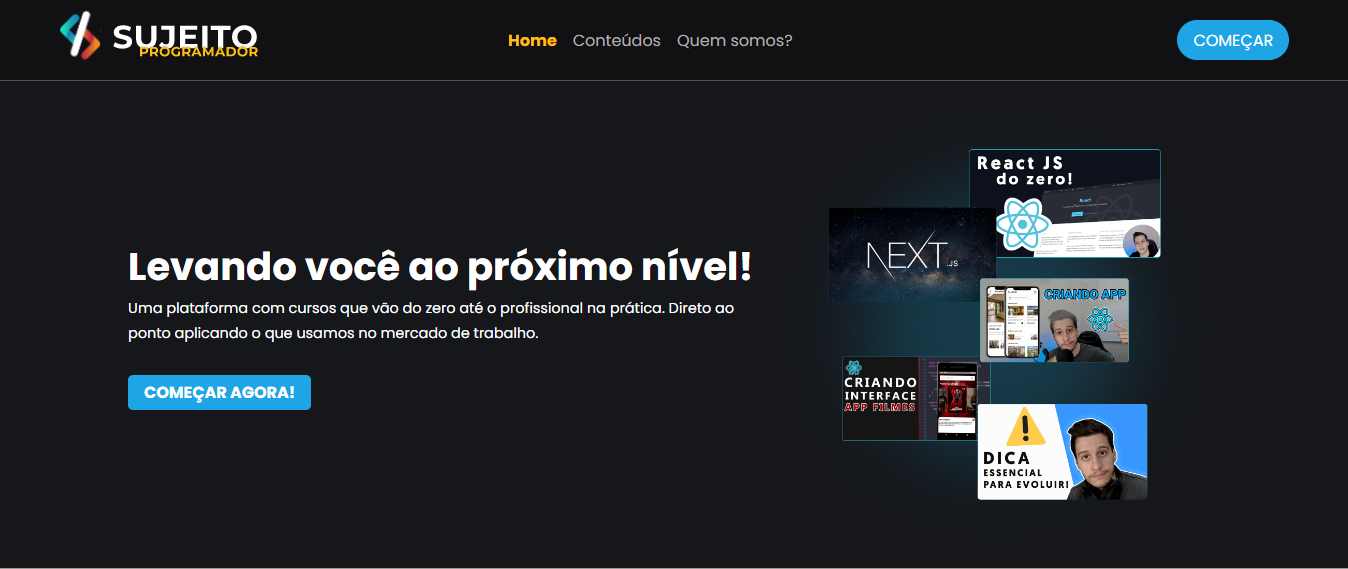 SUJEITO
PROGRAMADOR
Home Conteúdos Quem somos?
COMEÇAR
Levando você ao próximo nível!
Uma plataforma com cursos que vão do zero até o profissional na prática. Direto ao
ponto aplicando o que usamos no mercado de trabalho.
COMEÇAR AGORA!
React JS
do zero!
React
NEXT.JS
CRIANDO APP
CRIANDO
INTERFACE
APP FILMES
DICA
ESSENCIAL
PARA EVOLUIR!